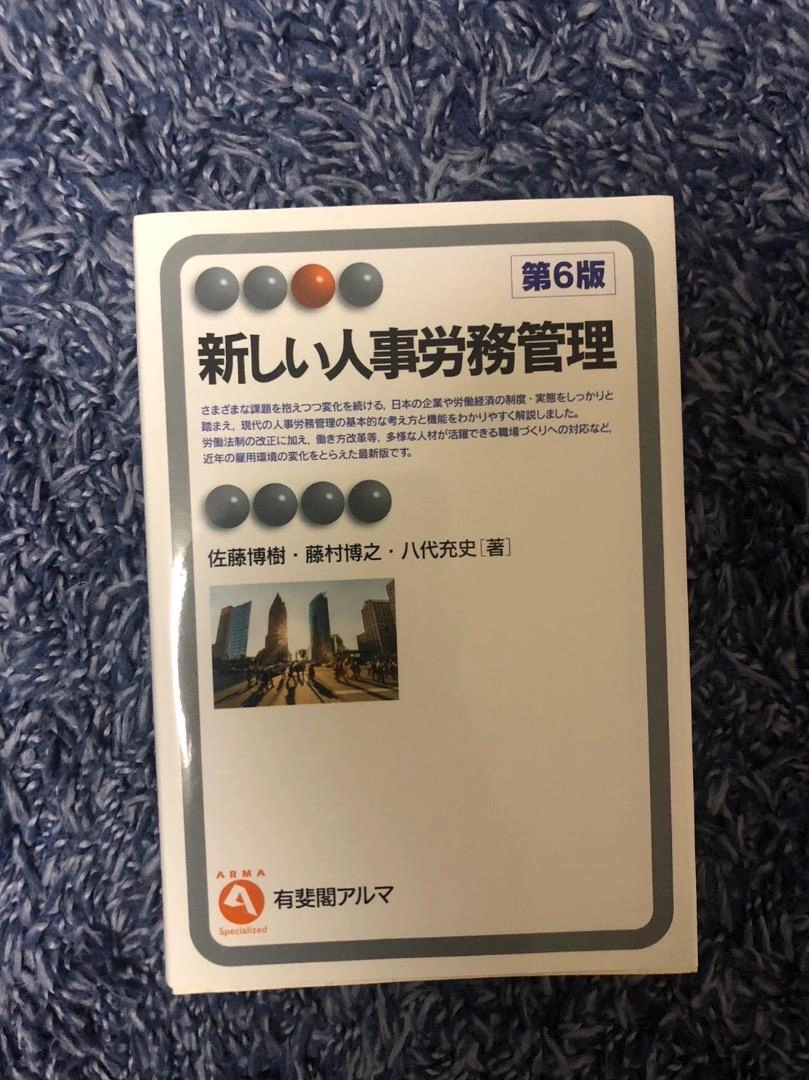 第6版
新しい人事労務管理
さまざまな課題を抱えつつ変化を続ける,日本の企業や労働経済の制度・実態をしっかりと
踏まえ,現代の人事労務管理の基本的な考え方と機能をわかりやすく解説しました。
労働法制の改正に加え,働き方改革等,多様な人材が活躍できる職場づくりへの対応など,
近年の雇用環境の変化をとらえた最新版です。
佐藤博樹・藤村博之・八代充史[著]
ARMA
A
Specialized
有斐閣アルマ